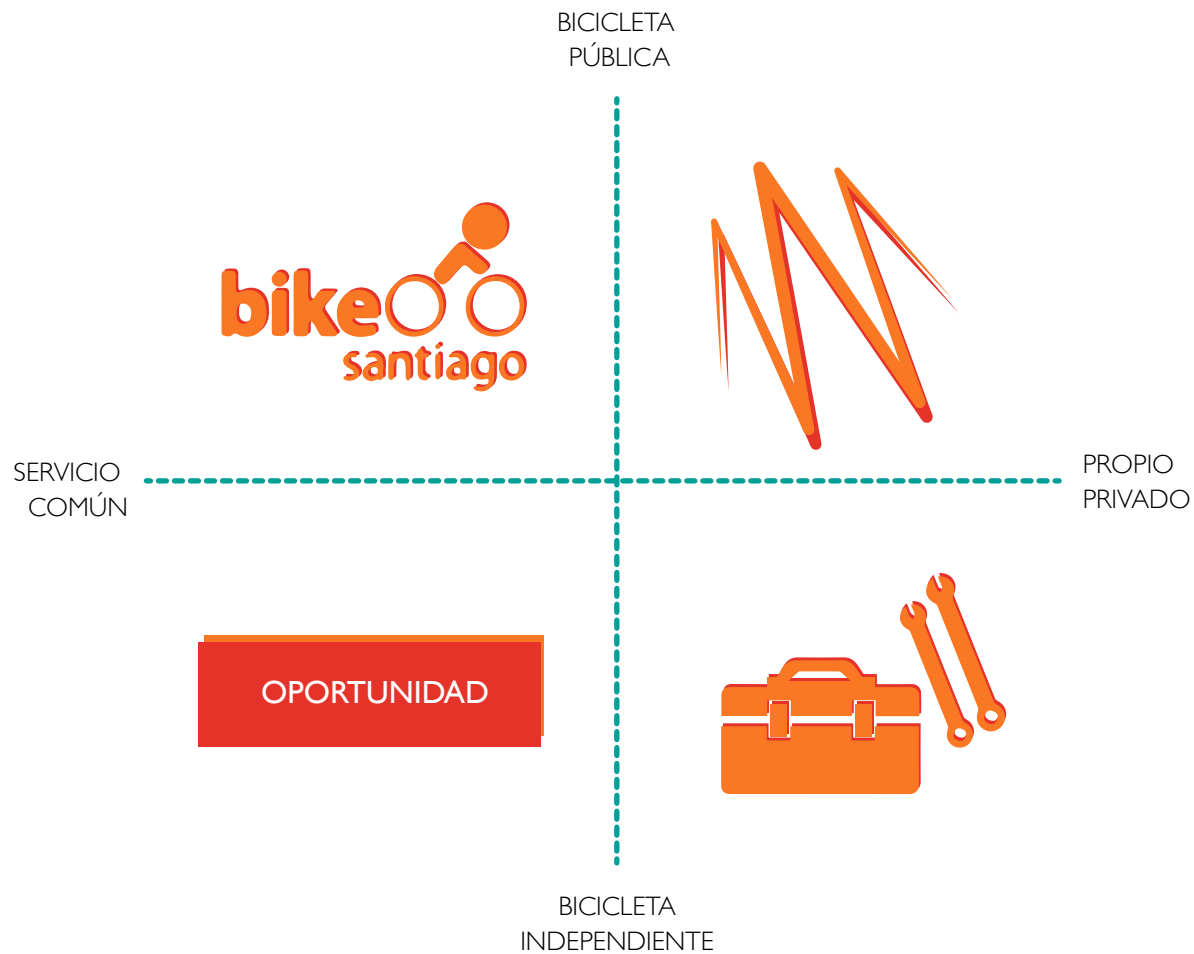 BICICLETA
PÚBLICA
bike
santiago
SERVICIO
COMÚN
PROPIO
PRIVADO
OPORTUNIDAD
BICICLETA
INDEPENDIENTE